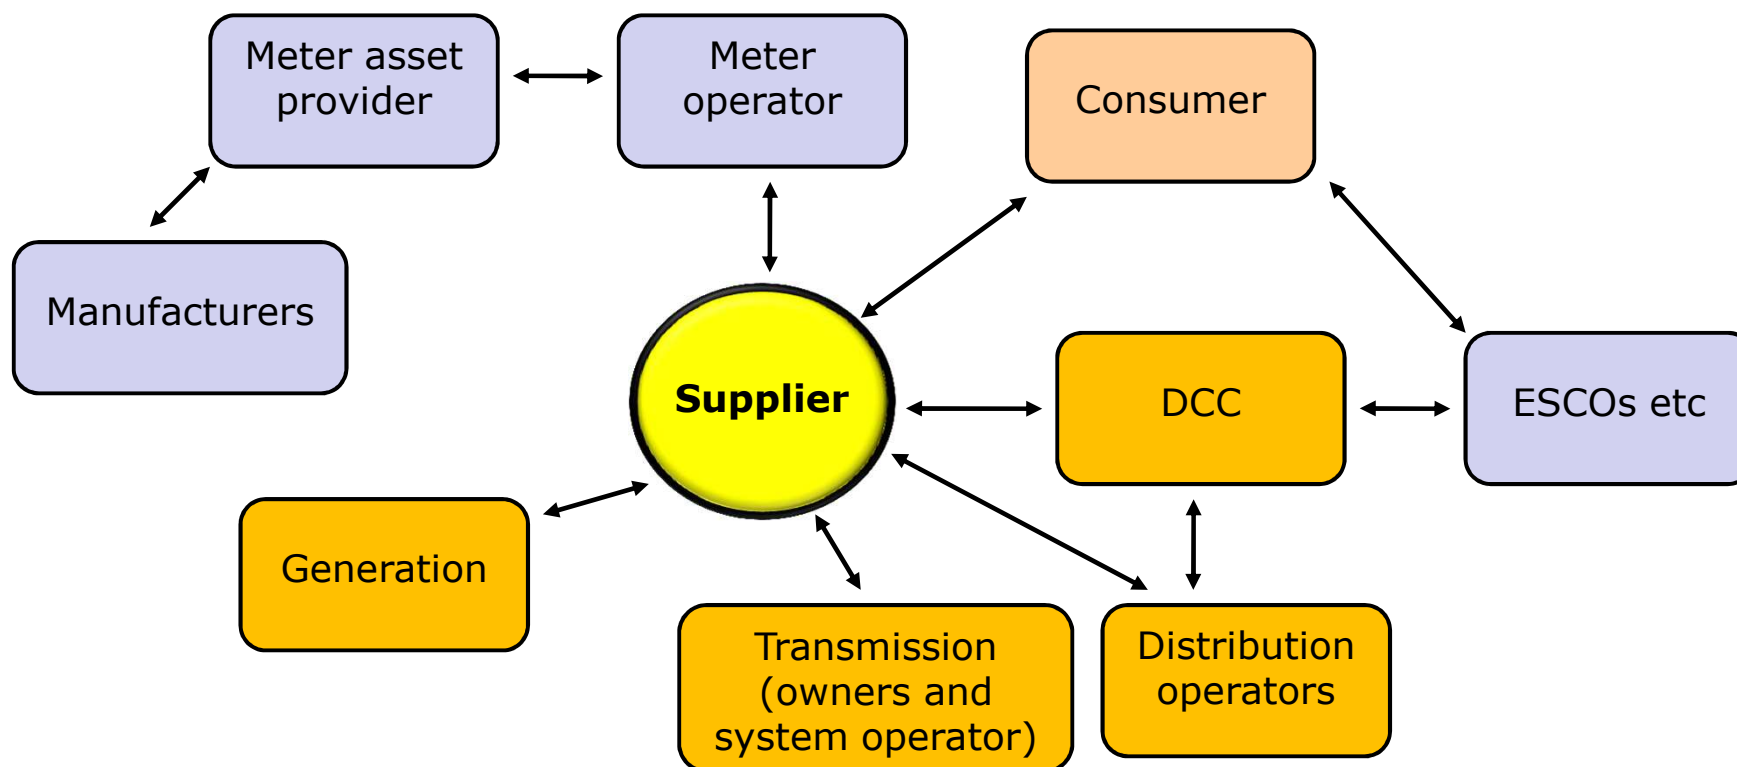 Meter asset
provider
Meter
operator
Consumer
Manufacturers
Supplier
DCC
ESCOs etc
Generation
Transmission
(owners and
system operator)
Distribution
operators